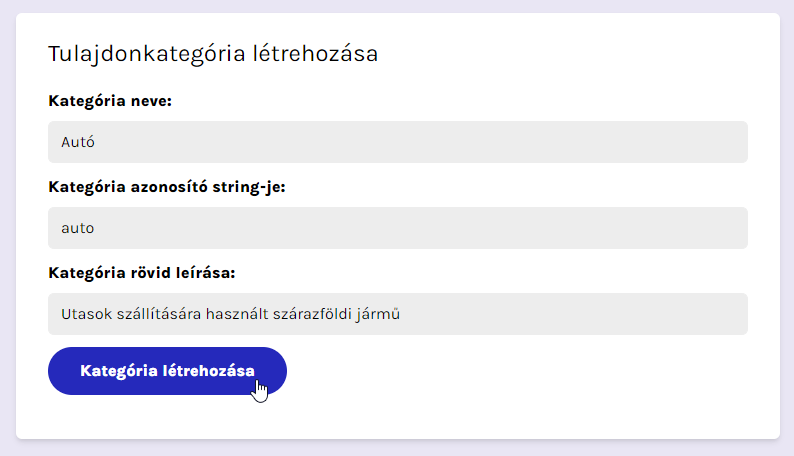 Tulajdonkategória létrehozása
Kategória neve:
Autó
Kategória azonosító string-je:
auto
Kategória rövid leírása:
Utasok szállítására használt szárazföldi jármű
Kategória létrehozása